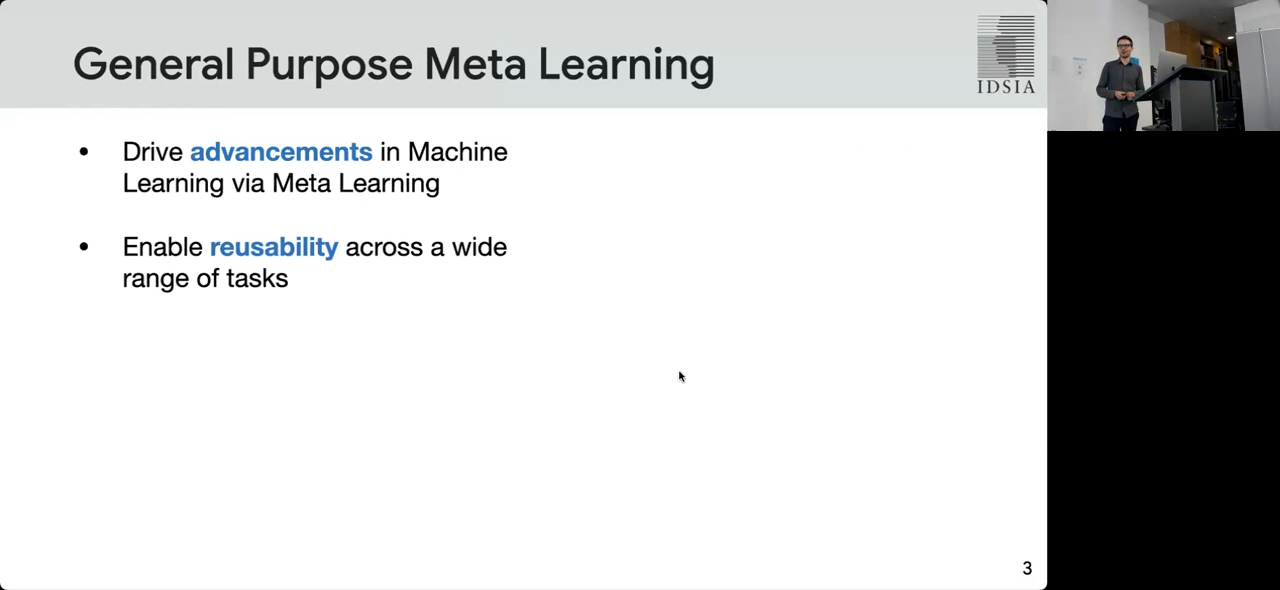 General Purpose Meta Learning
IDSIA
• Drive advancements in Machine
Learning via Meta Learning
• Enable reusability across a wide
range of tasks
3